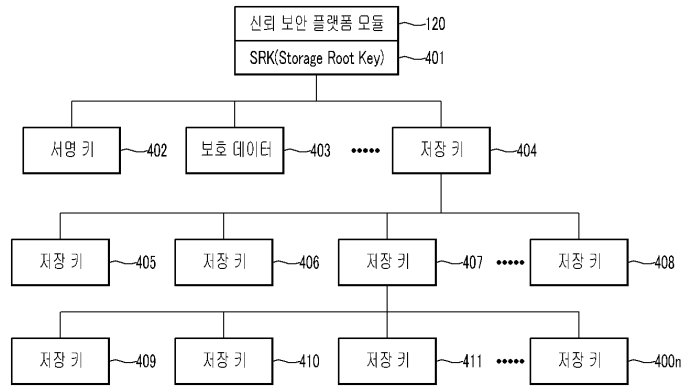 신뢰 보안 플랫폼 모듈 120
SRK(Storage Root Key) 401
서명 키 402 보호 데이터 403 ····· 저장 키 404
저장 키 405 저장 키 406 저장 키 407 ····· 저장 키 408
저장 키 409 저장 키 410 저장 키 411 ····· 저장 키 400n